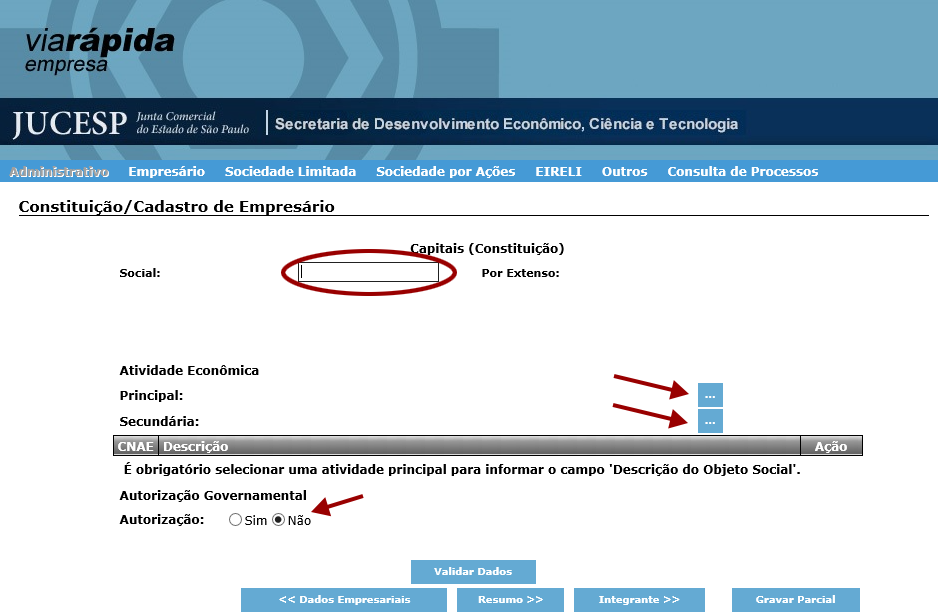 viarápida
empresa
JUCESP Junta Comercial
do Estado de São Paulo
Secretaria de Desenvolvimento Econômico, Ciência e Tecnologia
Administrativo Empresário Sociedade Limitada Sociedade por Ações EIRELI Outros Consulta de Processos
Constituição/Cadastro de Empresário
Capitais (Constituição)
Social: Por Extenso:
Atividade Econômica
Principal: ...
Secundária: ...
CNAE Descrição Ação
É obrigatório selecionar uma atividade principal para informar o campo 'Descrição do Objeto Social'.
Autorização Governamental
Autorização: Sim Não
Validar Dados
<< Dados Empresariais Resumo >> Integrante >> Gravar Parcial